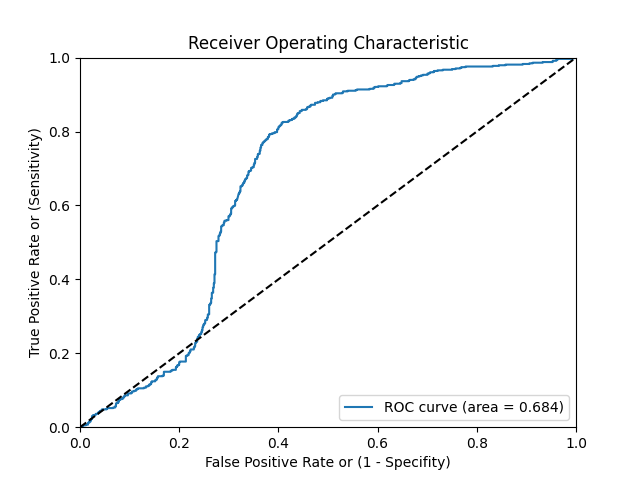 Receiver Operating Characteristic
True Positive Rate or (Sensitivity)
1.0
0.8
0.6
0.4
0.2
0.0
ROC curve (area = 0.684)
0.0 0.2 0.4 0.6 0.8 1.0
False Positive Rate or (1 - Specifity)